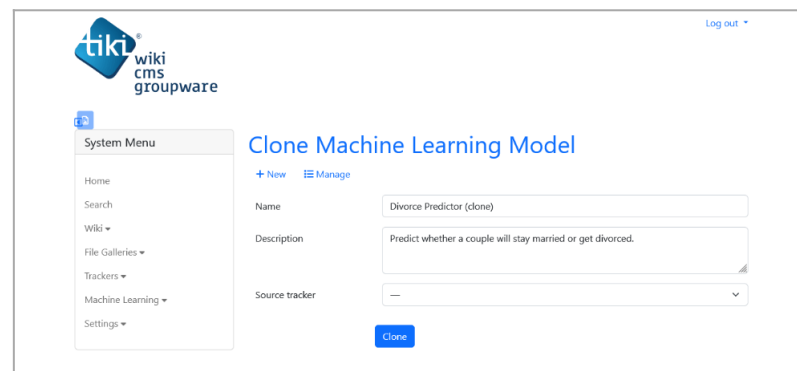 Log out
tiki®
wiki
cms
groupware
System Menu
Home
Search
Wiki
File Galleries
Trackers
Machine Learning
Settings
Clone Machine Learning Model
+ New Manage
Name Divorce Predictor (clone)
Description Predict whether a couple will stay married or get divorced.
Source tracker —
Clone